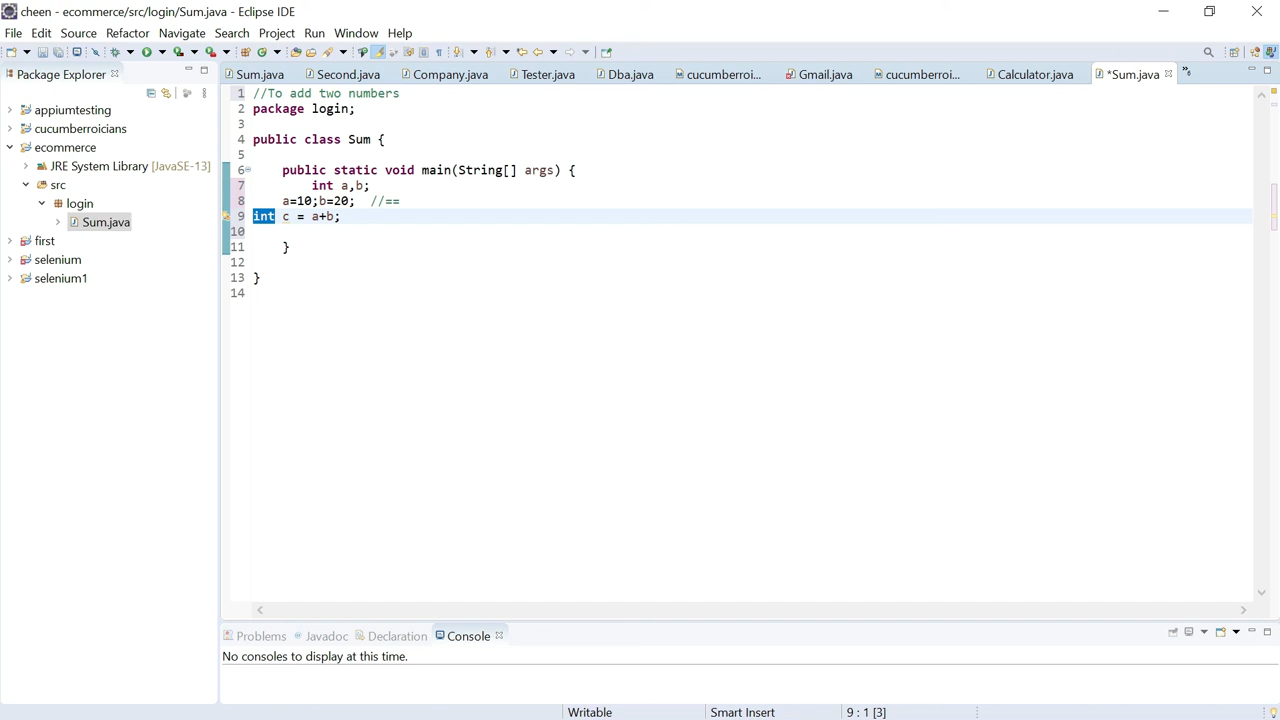 cheen - ecommerce/src/login/Sum.java - Eclipse IDE
File Edit Source Refactor Navigate Search Project Run Window Help
Package Explorer
Sum.java Second.java Company.java Tester.java Dba.java cucumberroi... Gmail.java cucumberroi... Calculator.java *Sum.java
appiumtesting
cucumberroicians
ecommerce
JRE System Library [JavaSE-13]
src
login
Sum.java
first
selenium
selenium1
1 //To add two numbers
2 package login;
3
4 public class Sum {
5
6 public static void main(String[] args) {
7 int a,b;
8 a=10;b=20; //==
9 int c = a+b;
10
11 }
12
13 }
14
Problems Javadoc Declaration Console
No consoles to display at this time.
Writable Smart Insert 9 : 1 [3]